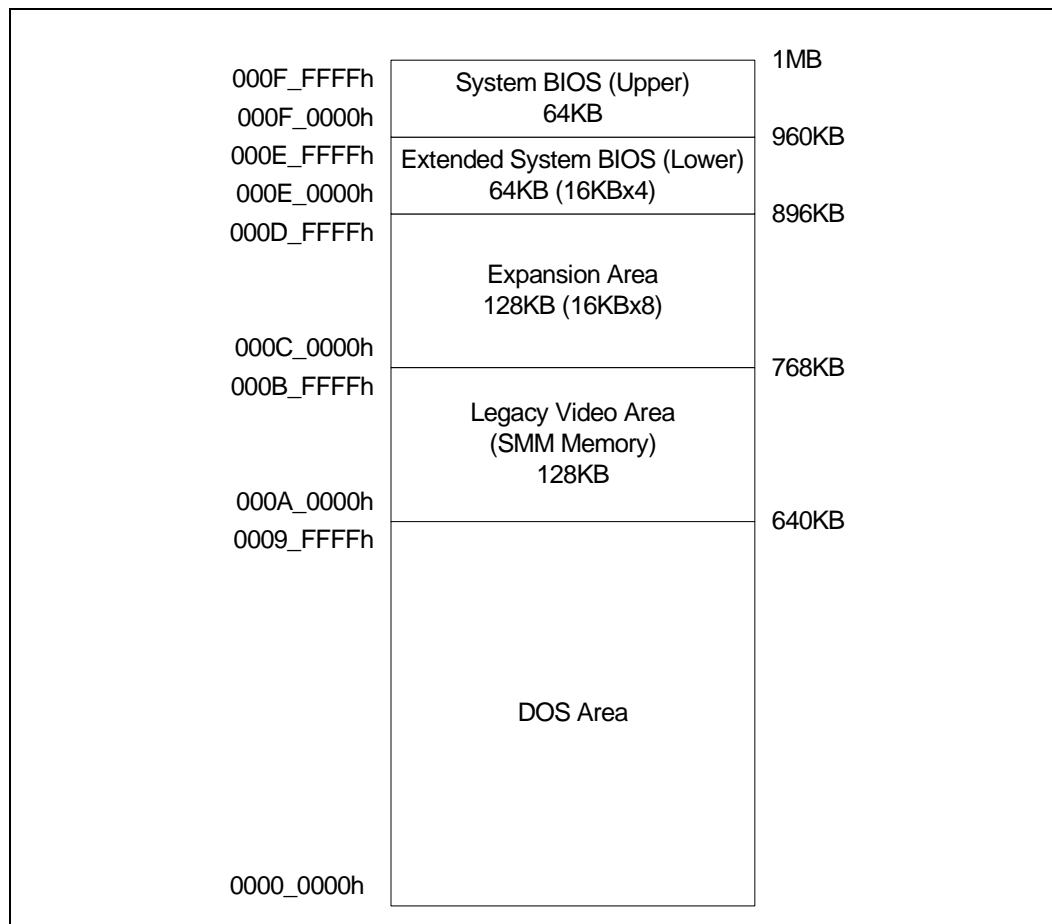 1MB
000F_FFFFh
System BIOS (Upper)
64KB
000F_0000h
960KB
000E_FFFFh
Extended System BIOS (Lower)
64KB (16KBx4)
000E_0000h
896KB
000D_FFFFh
Expansion Area
128KB (16KBx8)
000C_0000h
768KB
000B_FFFFh
Legacy Video Area
(SMM Memory)
128KB
000A_0000h
640KB
0009_FFFFh
DOS Area
0000_0000h